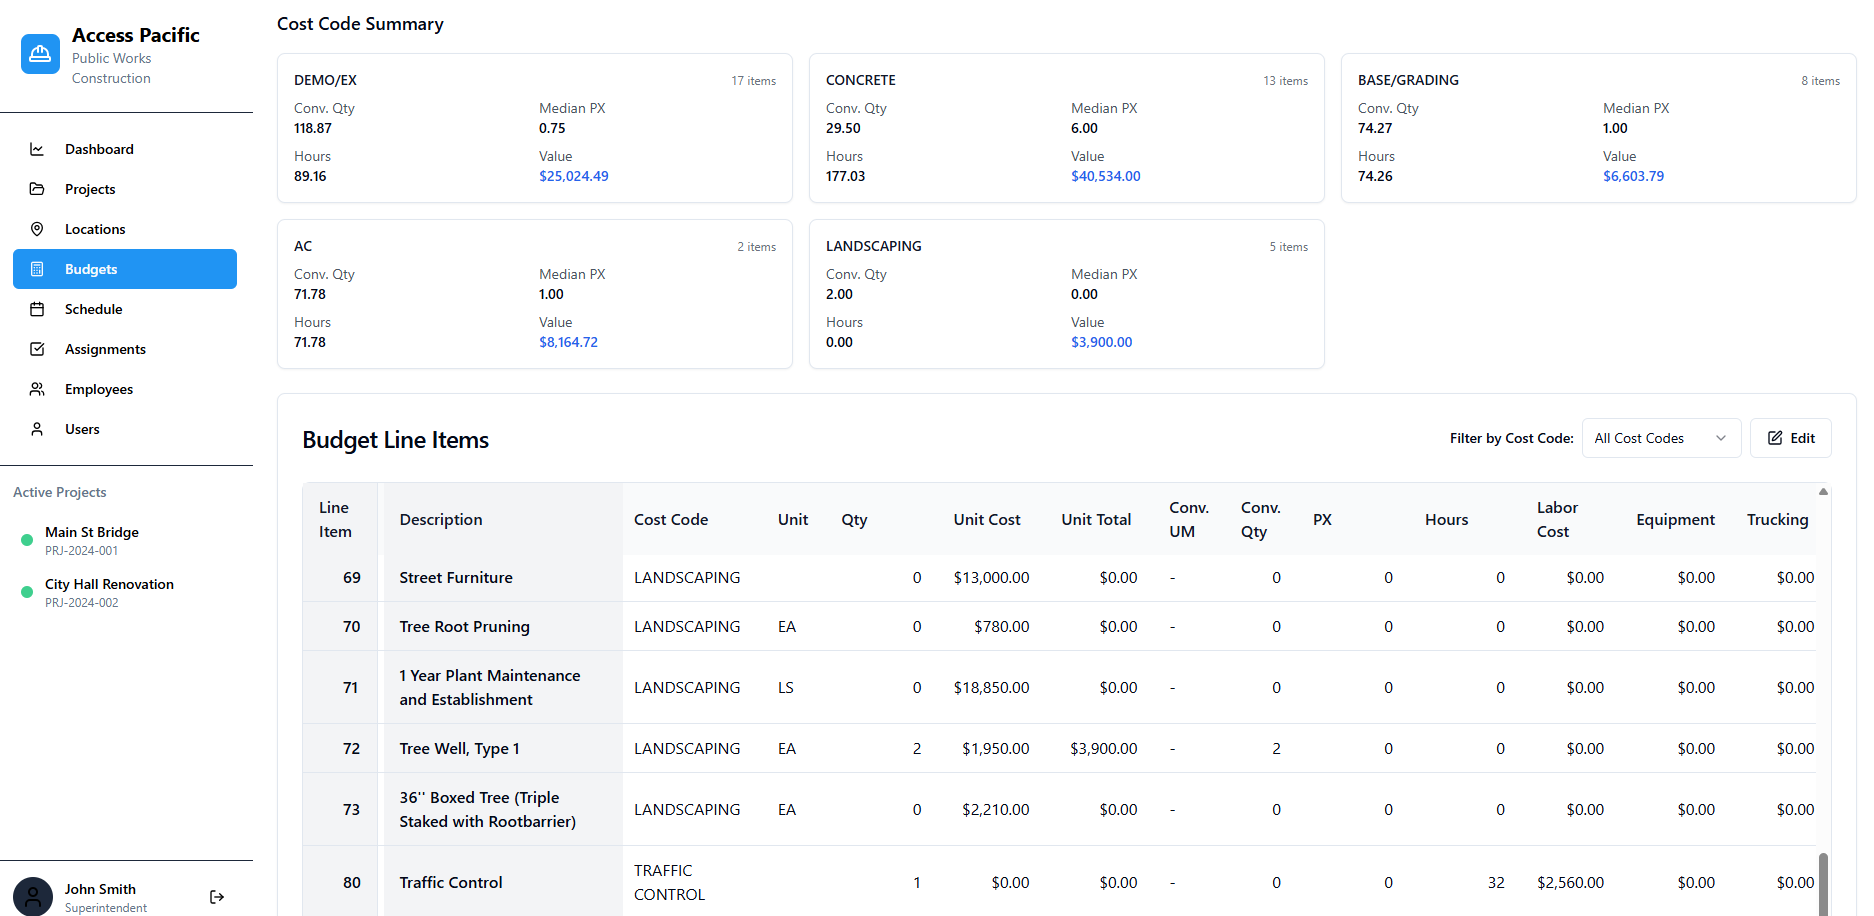 Access Pacific
Public Works
Construction
Dashboard
Projects
Locations
Budgets
Schedule
Assignments
Employees
Users
Active Projects
Main St Bridge
PRJ-2024-001
City Hall Renovation
PRJ-2024-002
John Smith
Superintendent
Cost Code Summary
DEMO/EX 17 items
Conv. Qty Median PX
118.87 0.75
Hours Value
89.16 $25,024.49
CONCRETE 13 items
Conv. Qty Median PX
29.50 6.00
Hours Value
177.03 $40,534.00
BASE/GRADING 8 items
Conv. Qty Median PX
74.27 1.00
Hours Value
74.26 $6,603.79
AC 2 items
Conv. Qty Median PX
71.78 1.00
Hours Value
71.78 $8,164.72
LANDSCAPING 5 items
Conv. Qty Median PX
2.00 0.00
Hours Value
0.00 $3,900.00
Budget Line Items
Filter by Cost Code: All Cost Codes Edit
Line Item Description Cost Code Unit Qty Unit Cost Unit Total Conv. UM Conv. Qty PX Hours Labor Cost Equipment Trucking
69 Street Furniture LANDSCAPING 0 $13,000.00 $0.00 - 0 0 0 $0.00 $0.00 $0.00
70 Tree Root Pruning LANDSCAPING EA 0 $780.00 $0.00 - 0 0 0 $0.00 $0.00 $0.00
71 1 Year Plant Maintenance and Establishment LANDSCAPING LS 0 $18,850.00 $0.00 - 0 0 0 $0.00 $0.00 $0.00
72 Tree Well, Type 1 LANDSCAPING EA 2 $1,950.00 $3,900.00 - 2 0 0 $0.00 $0.00 $0.00
73 36'' Boxed Tree (Triple Staked with Rootbarrier) LANDSCAPING EA 0 $2,210.00 $0.00 - 0 0 0 $0.00 $0.00 $0.00
80 Traffic Control TRAFFIC CONTROL 1 $0.00 $0.00 - 0 0 32 $2,560.00 $0.00 $0.00